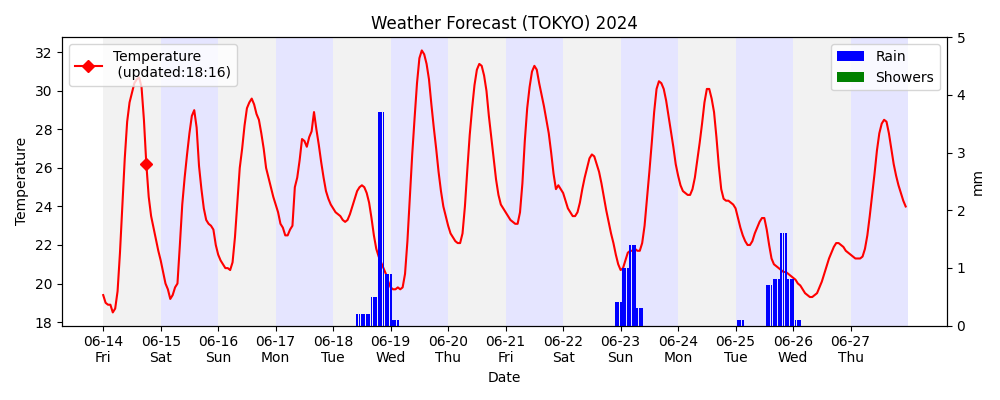 Weather Forecast (TOKYO) 2024
Temperature
(updated:18:16)
Rain
Showers
Temperature
32
30
28
26
24
22
20
18
5
4
3
2
1
0
mm
06-14 06-15 06-16 06-17 06-18 06-19 06-20 06-21 06-22 06-23 06-24 06-25 06-26 06-27
Fri Sat Sun Mon Tue Wed Thu Fri Sat Sun Mon Tue Wed Thu
Date